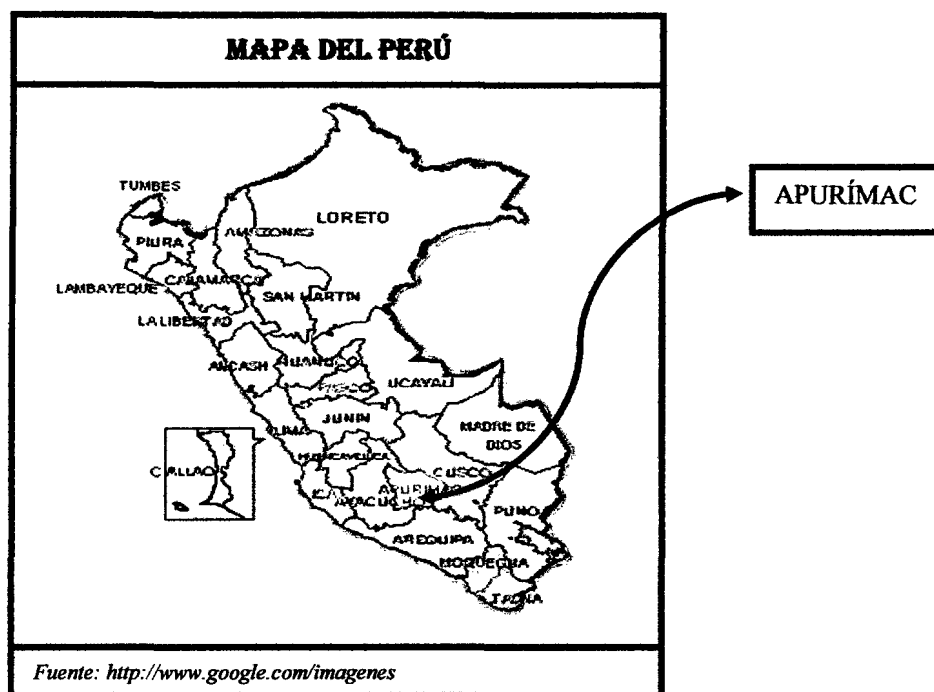 MAPA DEL PERÚ
APURÍMAC
TUMBES
LORETO
AMAZONAS
PIURA
CAJAMARCA
LAMBAYEQUE
SAN MARTIN
LA LIBERTAD
ANCASH
HUANUCO
UCAYALI
PASCO
JUNIN
LIMA
MADRE DE
DIOS
CALLAO
HUANCAVELICA
CUSCO
ICA
APURIMAC
AYACUCHO
PUNO
AREQUIPA
MOQUEGUA
TACNA
Fuente: http://www.google.com/imagenes